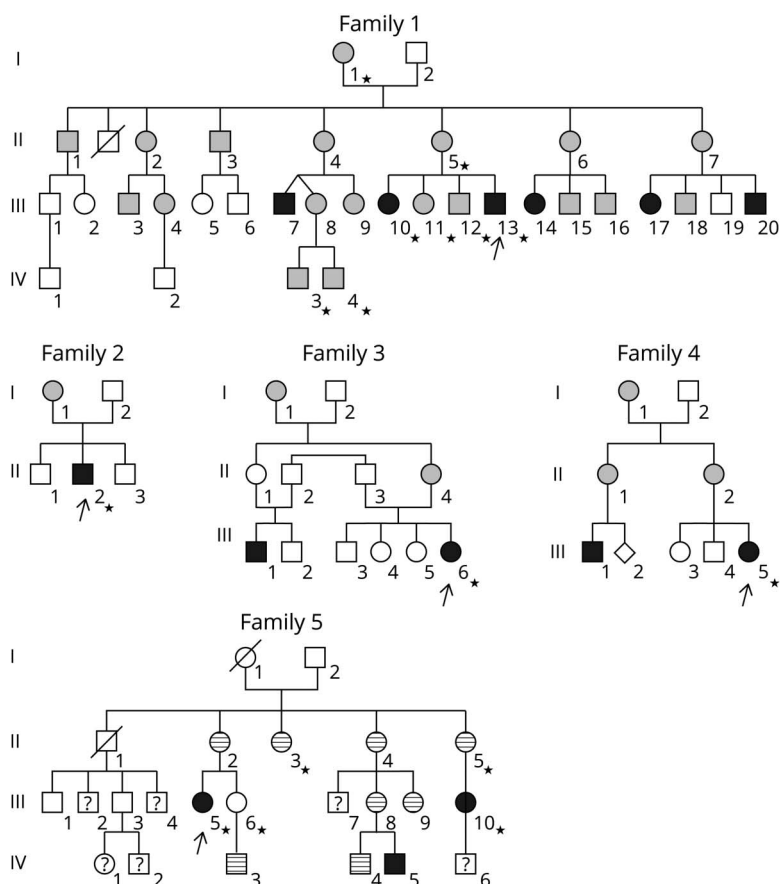 Family 1
I
1 2
II
1 2 3 4 5 6 7
III
1 2 3 4 5 6 7 8 9 10 11 12 13 14 15 16 17 18 19 20
IV
1 2 3 4
Family 2 Family 3 Family 4
I I I
1 2 1 2 1 2
II II II
1 2 3 1 2 3 4 1 2
III III
1 2 3 4 5 6 1 2 3 4 5
Family 5
I
1 2
II
1 2 3 4 5
III ? ? ?
1 2 3 4 5 6 7 8 9 10
IV ? ? ?
1 2 3 4 5 6